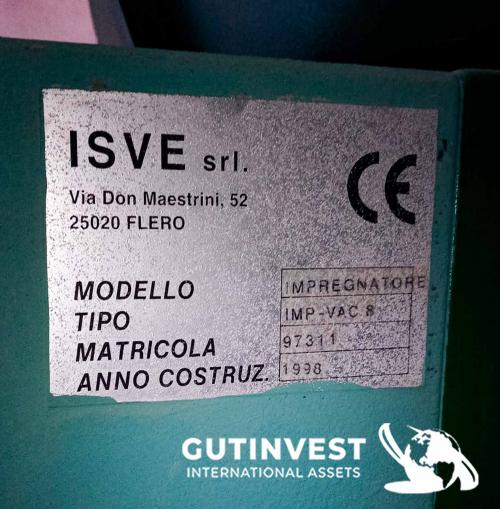 ISVE srl.
CE
Via Don Maestrini, 52
25020 FLERO
MODELLO IMPREGNATORE
TIPO IMP-VAC 8
MATRICOLA 97311
ANNO COSTRUZ. 1998
GUTINVEST
INTERNATIONAL ASSETS